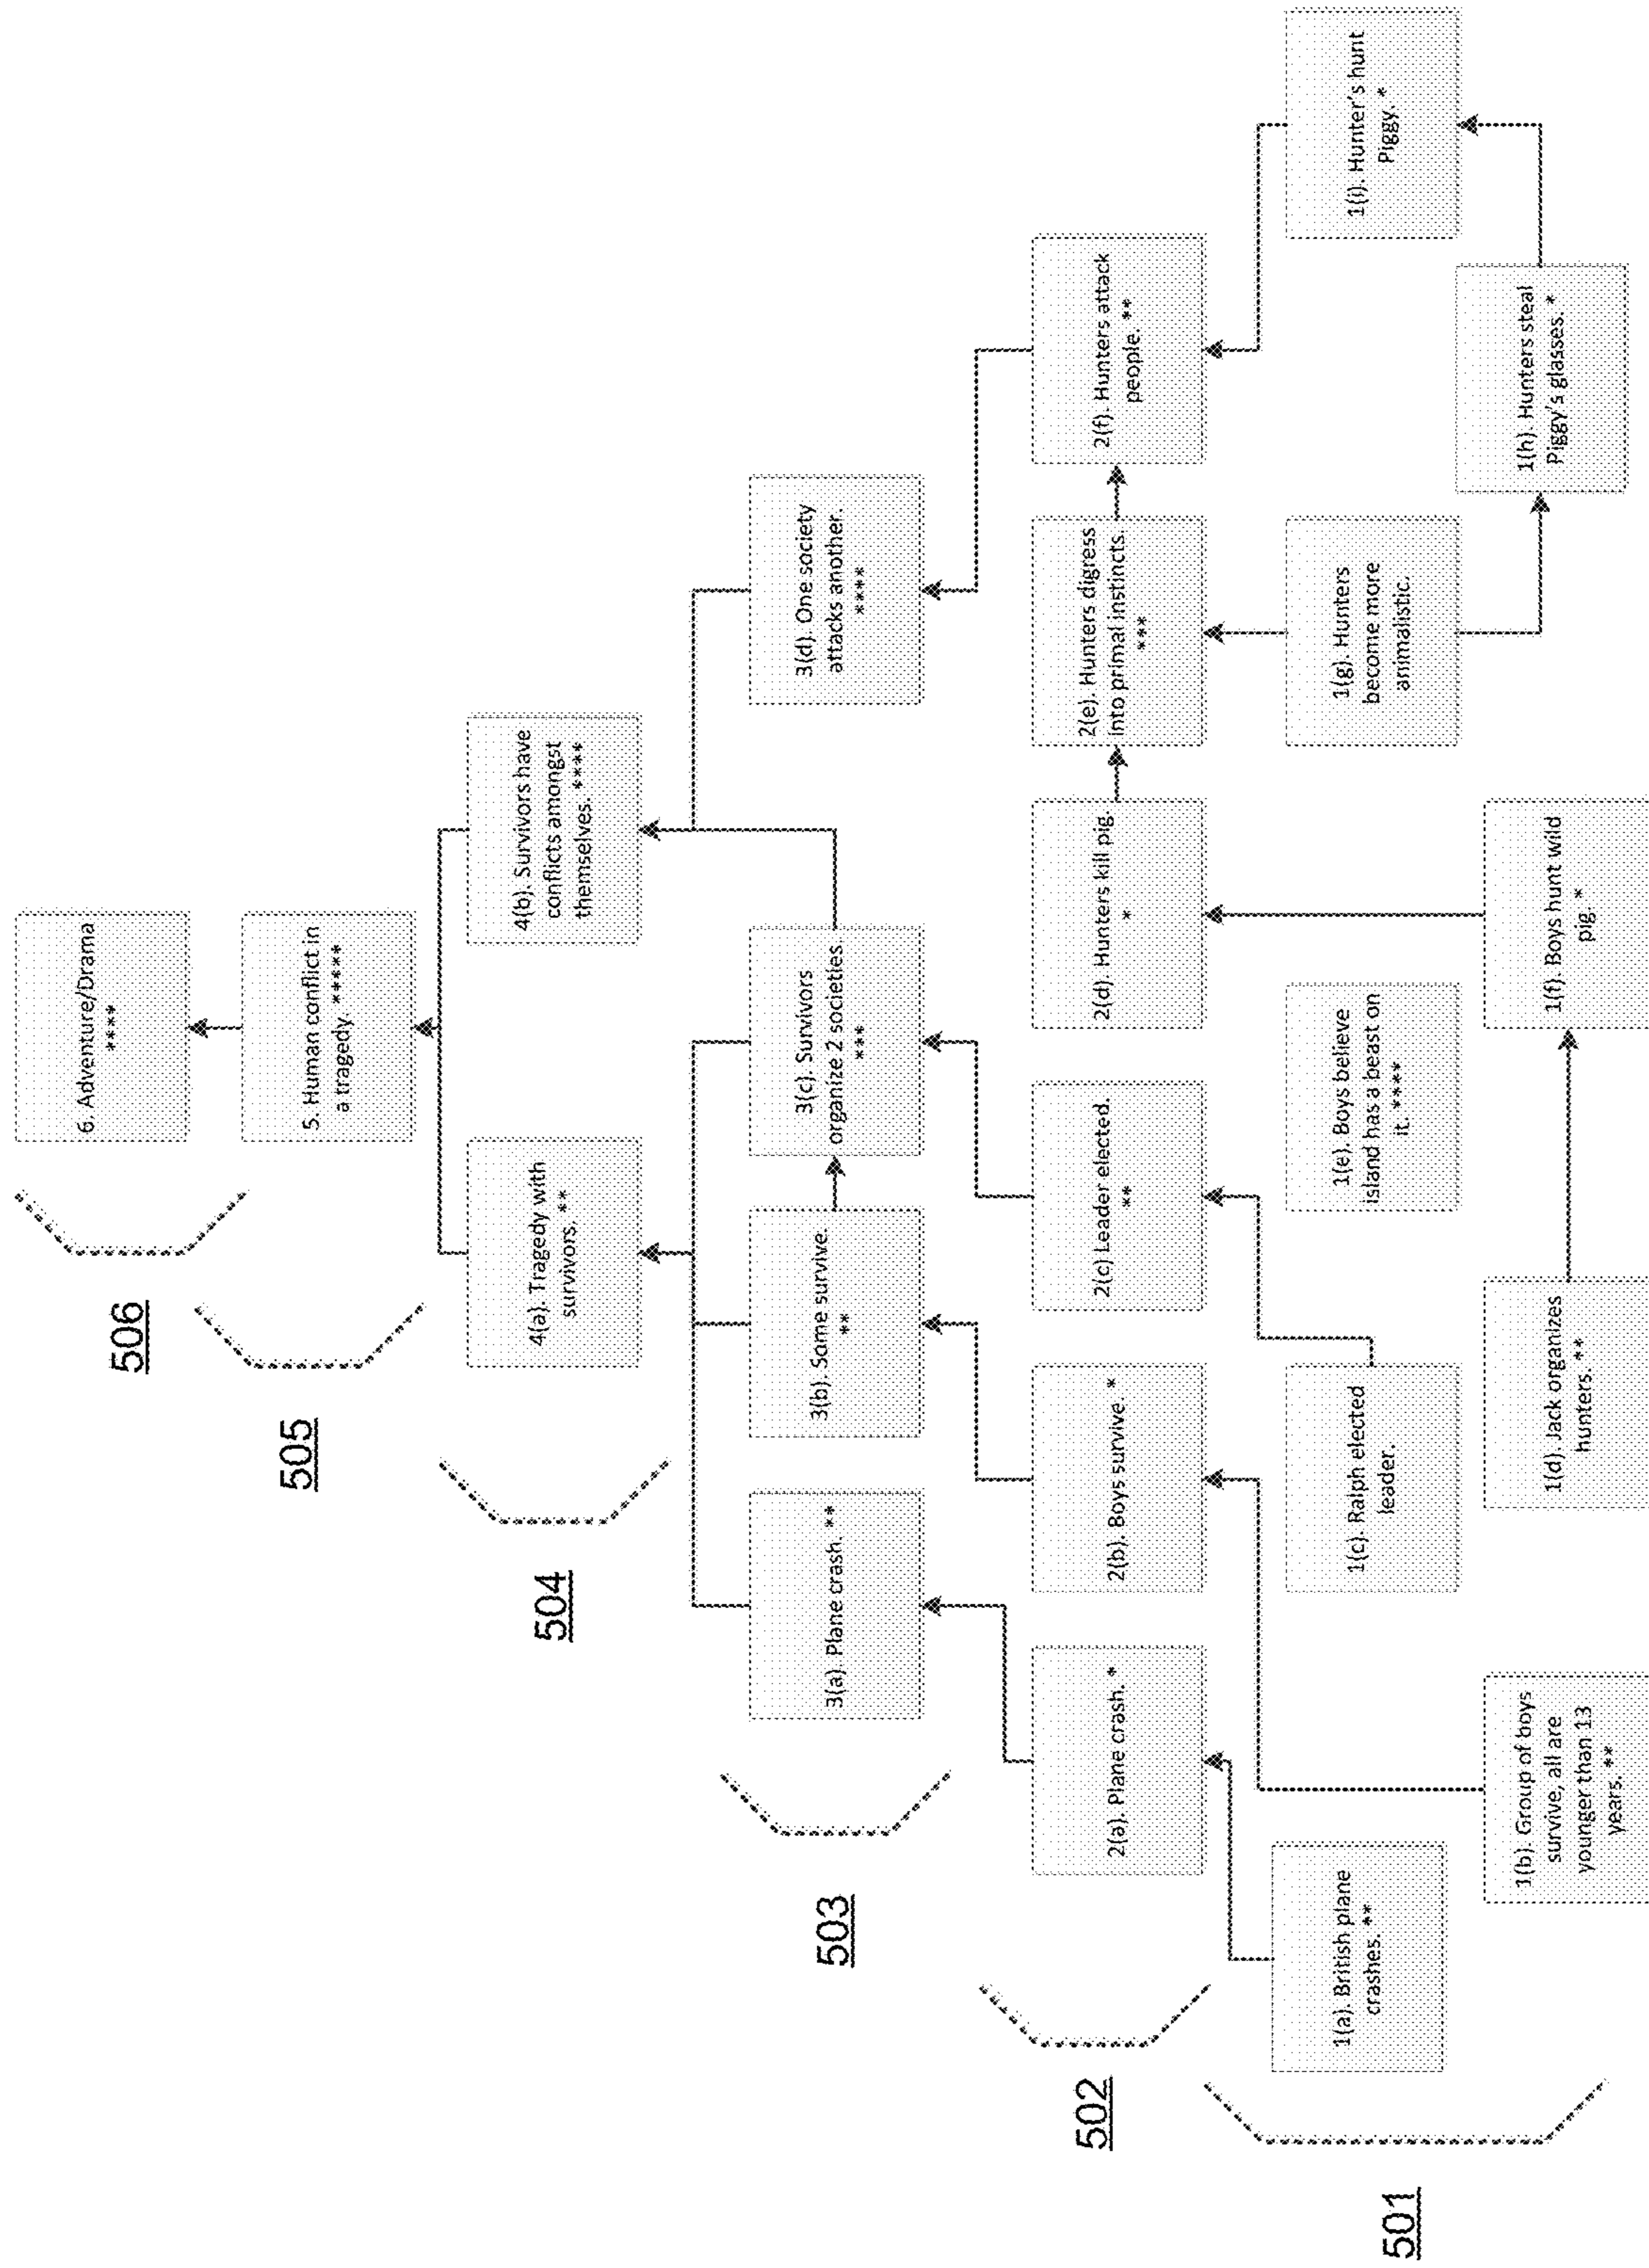 506
6. Adventure/Drama
****
505
5. Human conflict in
a tragedy. *****
504
4(a). Tragedy with
survivors. **
4(b). Survivors have
conflicts amongst
themselves. ****
503
3(a). Plane crash. **
3(b). Some survive.
**
3(c). Survivors
organize 2 societies.
***
3(d). One society
attacks another.
****
502
2(a). Plane crash. *
2(b). Boys survive. *
2(c) Leader elected.
**
2(d). Hunters kill pig.
*
2(e). Hunters digress
into primal instincts.
***
2(f). Hunters attack
people. **
501
1(a). British plane
crashes. **
1(b). Group of boys
survive, all are
younger than 13
years. **
1(c). Ralph elected
leader.
1(d). Jack organizes
hunters. **
1(e). Boys believe
island has a beast on
it. ****
1(f). Boys hunt wild
pig. *
1(g). Hunters
become more
animalistic.
1(h). Hunters steal
Piggy's glasses. *
1(i). Hunter's hunt
Piggy. *